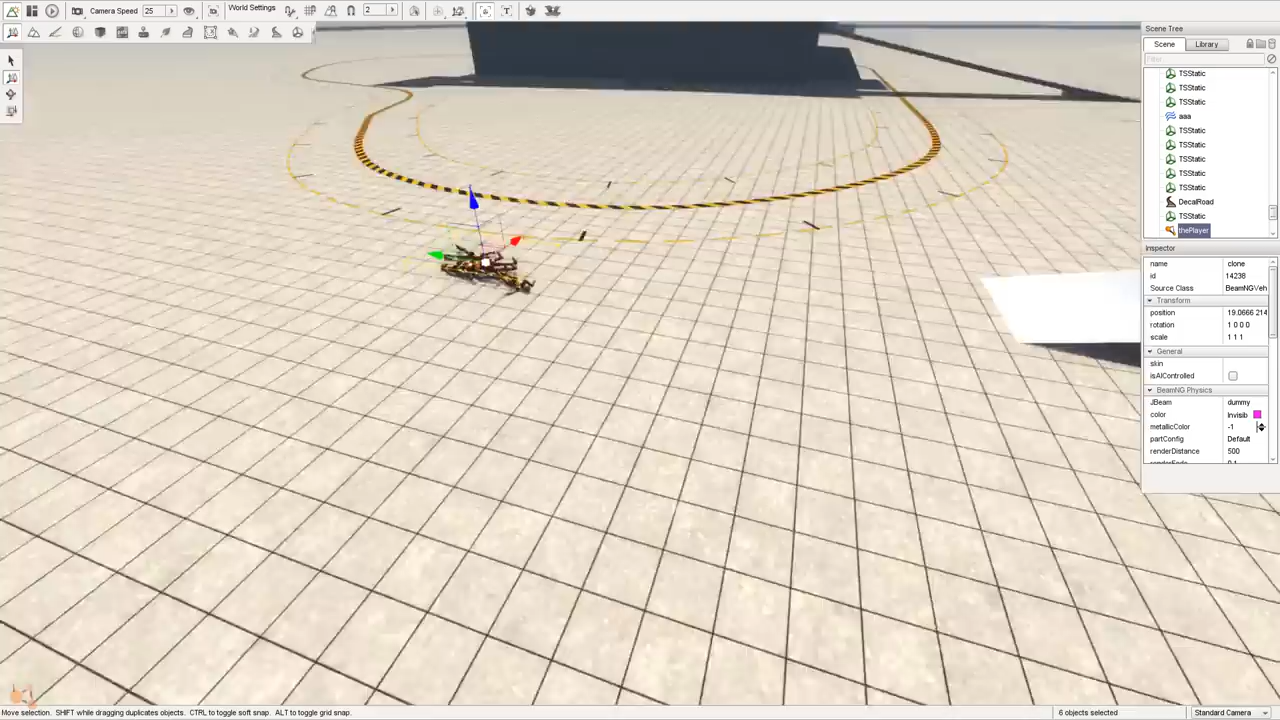 Camera Speed 25
World Settings
2
Scene Tree
Scene Library
Filter
TSStatic
TSStatic
TSStatic
aaa
TSStatic
TSStatic
TSStatic
TSStatic
TSStatic
DecalRoad
TSStatic
thePlayer
Inspector
name clone
id 14238
Source Class BeamNGVeh
Transform
position 19.0666 214
rotation 1 0 0 0
scale 1 1 1
General
skin
isAIControlled
BeamNG Physics
JBeam dummy
color Invisib
metallicColor -1
partConfig Default
renderDistance 500
Move selection. SHIFT while dragging duplicates objects. CTRL to toggle soft snap. ALT to toggle grid snap.
6 objects selected
Standard Camera